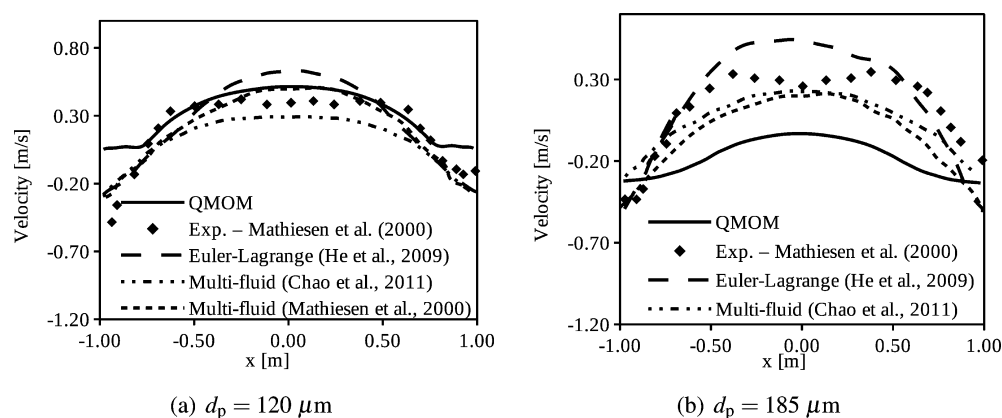 0.80
0.30
-0.20
-0.70
-1.20
Velocity [m/s]
QMOM
Exp. – Mathiesen et al. (2000)
Euler-Lagrange (He et al., 2009)
Multi-fluid (Chao et al., 2011)
Multi-fluid (Mathiesen et al., 2000)
-1.00 -0.50 0.00 0.50 1.00
x [m]
(a) dp = 120 μm
0.30
-0.20
-0.70
-1.20
Velocity [m/s]
QMOM
Exp. – Mathiesen et al. (2000)
Euler-Lagrange (He et al., 2009)
Multi-fluid (Chao et al., 2011)
-1.00 -0.50 0.00 0.50 1.00
x [m]
(b) dp = 185 μm